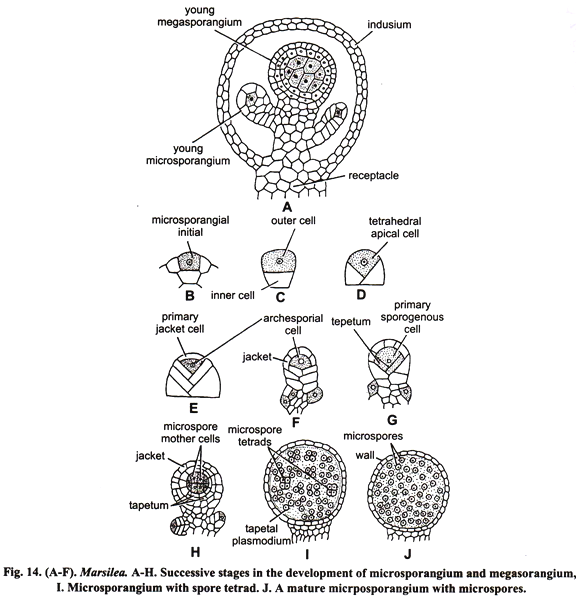 young
megasporangium
indusium
young
microsporangium
receptacle
A
microsporangial
initial
outer cell
tetrahedral
apical cell
B
inner cell
C
D
primary
jacket cell
archesporial
cell
tepetum
primary
sporogenous
cell
jacket
E
F
G
microspore
mother cells
jacket
tapetum
microspore
tetrads
tapetal
plasmodium
microspores
wall
H
I
J
Fig. 14. (A-F). Marsilea. A-H. Successive stages in the development of microsporangium and megasorangium,
I. Microsporangium with spore tetrad. J. A mature micrposporangium with microspores.